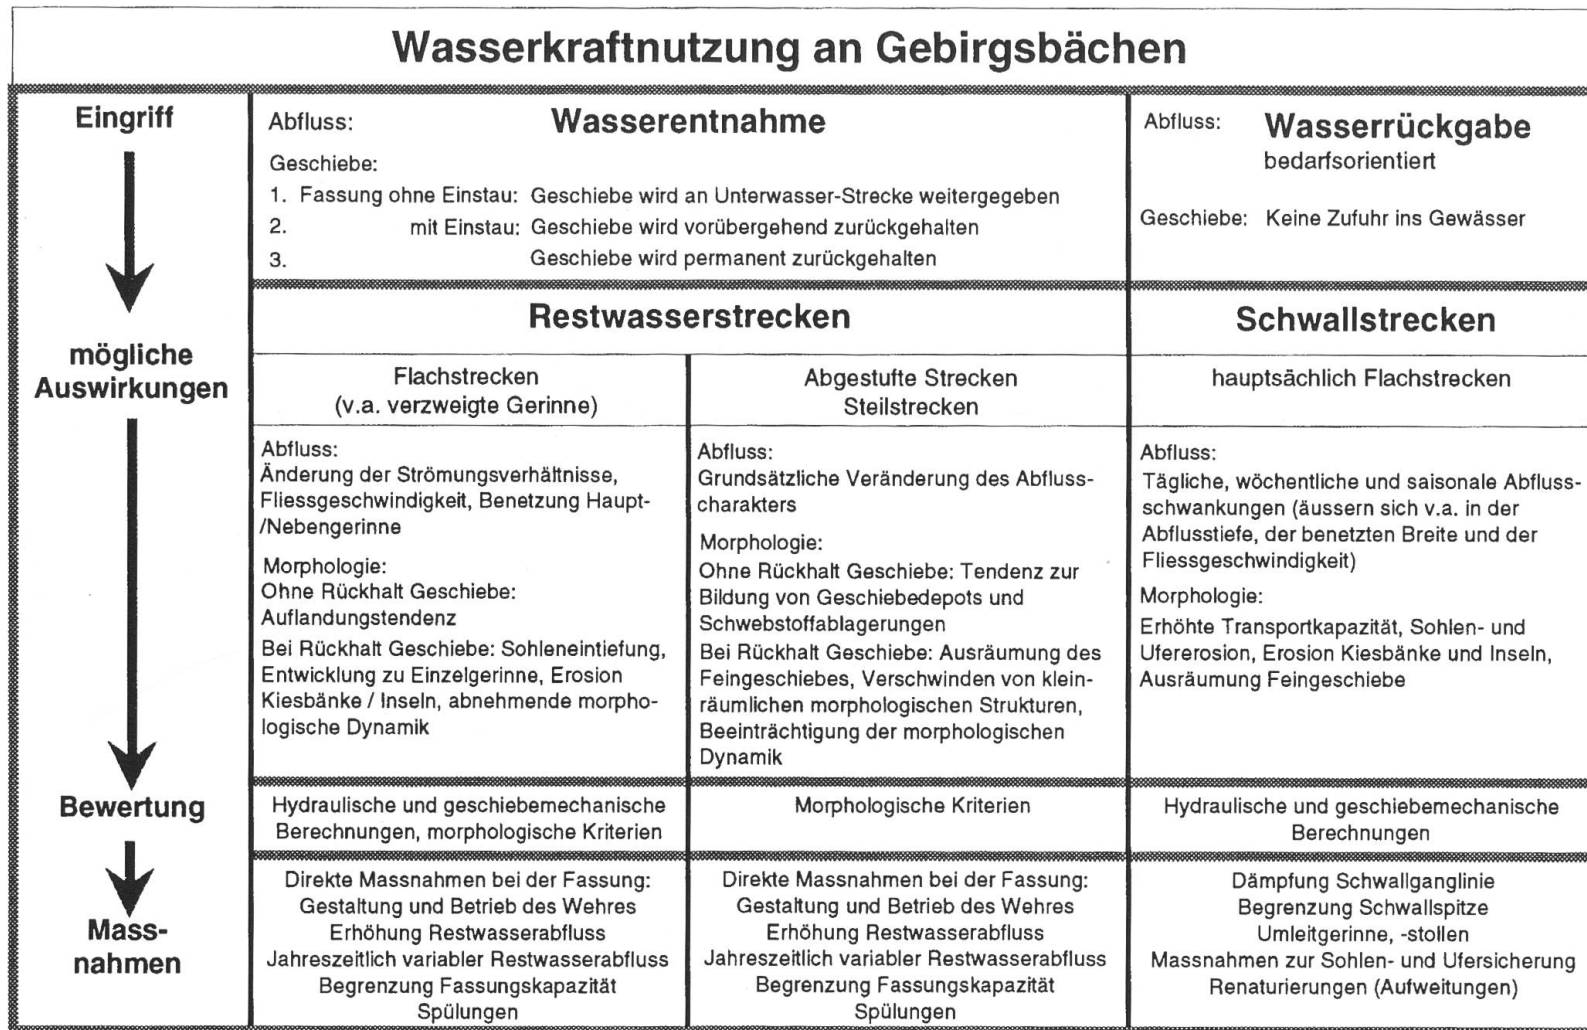 Wasserkraftnutzung an Gebirgsbächen
Eingriff
Abfluss: Wasserentnahme
Geschiebe:
1. Fassung ohne Einstau: Geschiebe wird an Unterwasser-Strecke weitergegeben
2. mit Einstau: Geschiebe wird vorübergehend zurückgehalten
3. Geschiebe wird permanent zurückgehalten
Abfluss: Wasserrückgabe
bedarfsorientiert
Geschiebe: Keine Zufuhr ins Gewässer
mögliche
Auswirkungen
Restwasserstrecken
Schwallstrecken
Flachstrecken
(v.a. verzweigte Gerinne)
Abgestufte Strecken
Steilstrecken
hauptsächlich Flachstrecken
Abfluss:
Änderung der Strömungsverhältnisse,
Fliessgeschwindigkeit, Benetzung Haupt-
/Nebengerinne
Morphologie:
Ohne Rückhalt Geschiebe:
Auflandungstendenz
Bei Rückhalt Geschiebe: Sohleneintiefung,
Entwicklung zu Einzelgerinne, Erosion
Kiesbänke / Inseln, abnehmende morpho-
logische Dynamik
Abfluss:
Grundsätzliche Veränderung des Abfluss-
charakters
Morphologie:
Ohne Rückhalt Geschiebe: Tendenz zur
Bildung von Geschiebedepots und
Schwebstoffablagerungen
Bei Rückhalt Geschiebe: Ausräumung des
Feingeschiebes, Verschwinden von klein-
räumlichen morphologischen Strukturen,
Beeinträchtigung der morphologischen
Dynamik
Abfluss:
Tägliche, wöchentliche und saisonale Abfluss-
schwankungen (äussern sich v.a. in der
Abflusstiefe, der benetzten Breite und der
Fliessgeschwindigkeit)
Morphologie:
Erhöhte Transportkapazität, Sohlen- und
Ufererosion, Erosion Kiesbänke und Inseln,
Ausräumung Feingeschiebe
Bewertung
Hydraulische und geschiebemechanische
Berechnungen, morphologische Kriterien
Morphologische Kriterien
Hydraulische und geschiebemechanische
Berechnungen
Mass-
nahmen
Direkte Massnahmen bei der Fassung:
Gestaltung und Betrieb des Wehres
Erhöhung Restwasserabfluss
Jahreszeitlich variabler Restwasserabfluss
Begrenzung Fassungskapazität
Spülungen
Direkte Massnahmen bei der Fassung:
Gestaltung und Betrieb des Wehres
Erhöhung Restwasserabfluss
Jahreszeitlich variabler Restwasserabfluss
Begrenzung Fassungskapazität
Spülungen
Dämpfung Schwallganglinie
Begrenzung Schwallspitze
Umleitgerinne, -stollen
Massnahmen zur Sohlen- und Ufersicherung
Renaturierungen (Aufweitungen)